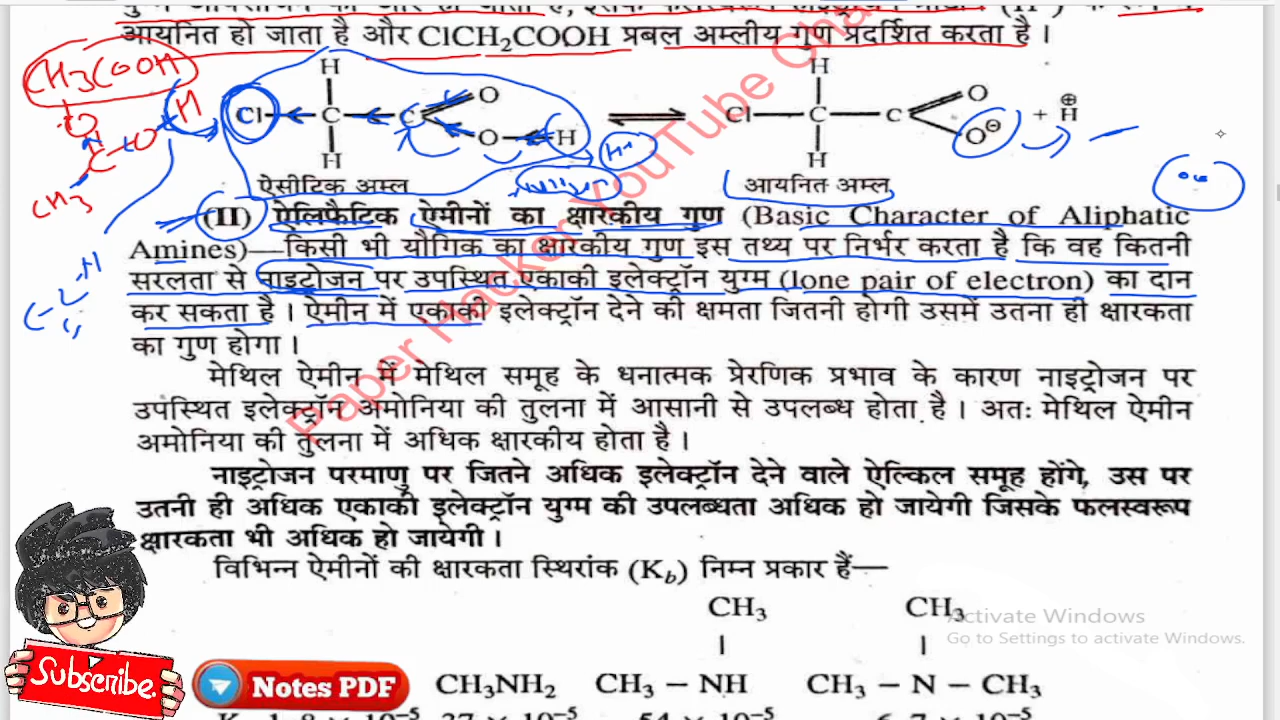 आयनित हो जाता है और ClCH₂COOH प्रबल अम्लीय गुण प्रदर्शित करता है ।
CH3COOH
H
H
H
Cl — C — C
O
O — H
H+
⇌
H
Cl — C — C
H
O
O⊖
+ H⊕
O
C
O
H
CH3
ऐसीटिक अम्ल
आयनित अम्ल
(II) ऐलिफैटिक ऐमीनों का क्षारकीय गुण (Basic Character of Aliphatic
Amines)—किसी भी यौगिक का क्षारकीय गुण इस तथ्य पर निर्भर करता है कि वह कितनी
सरलता से नाइट्रोजन पर उपस्थित एकाकी इलेक्ट्रॉन युग्म (lone pair of electron) का दान
कर सकता है । ऐमीन में एकाकी इलेक्ट्रॉन देने की क्षमता जितनी होगी उसमें उतना ही क्षारकता
का गुण होगा ।
मेथिल ऐमीन में मेथिल समूह के धनात्मक प्रेरणिक प्रभाव के कारण नाइट्रोजन पर
उपस्थित इलेक्ट्रॉन अमोनिया की तुलना में आसानी से उपलब्ध होता है । अतः मेथिल ऐमीन
अमोनिया की तुलना में अधिक क्षारकीय होता है ।
नाइट्रोजन परमाणु पर जितने अधिक इलेक्ट्रॉन देने वाले ऐल्किल समूह होंगे, उस पर
उतनी ही अधिक एकाकी इलेक्ट्रॉन युग्म की उपलब्धता अधिक हो जायेगी जिसके फलस्वरूप
क्षारकता भी अधिक हो जायेगी ।
विभिन्न ऐमीनों की क्षारकता स्थिरांक (K_b) निम्न प्रकार हैं—
CH₃ CH₃
CH₃NH₂ CH₃ – NH CH₃ – N – CH₃
Paper Hacker YouTube Cha
Activate Windows
Go to Settings to activate Windows.
Subscribe.
Notes PDF